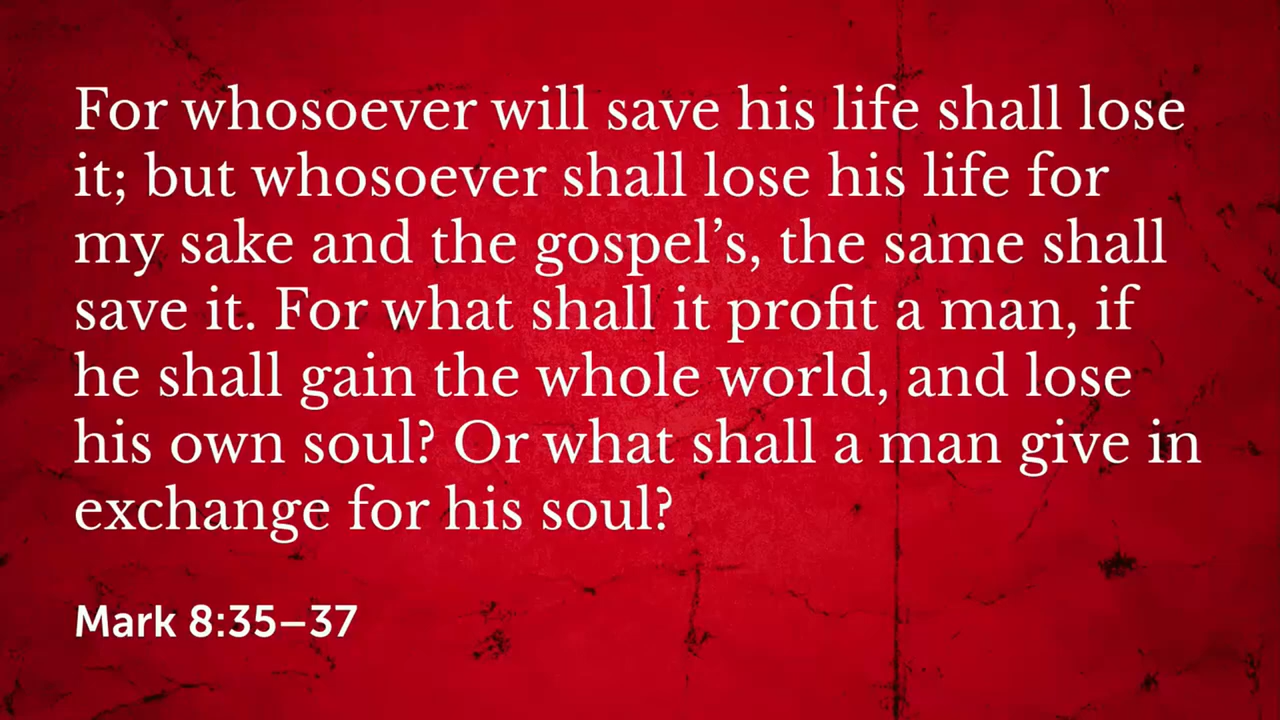 For whosoever will save his life shall lose
it; but whosoever shall lose his life for
my sake and the gospel’s, the same shall
save it. For what shall it profit a man, if
he shall gain the whole world, and lose
his own soul? Or what shall a man give in
exchange for his soul?
Mark 8:35–37